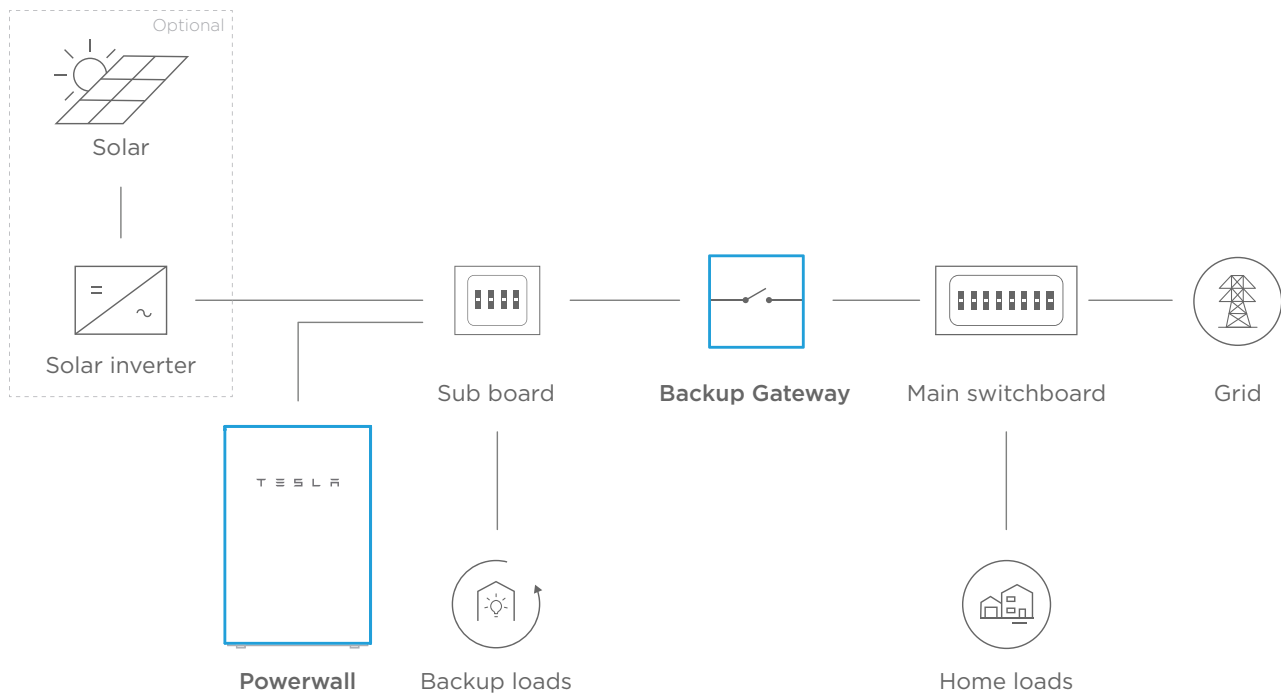 Optional
Solar
Solar inverter
Sub board
Backup Gateway
Main switchboard
Grid
TESLA
Powerwall
Backup loads
Home loads